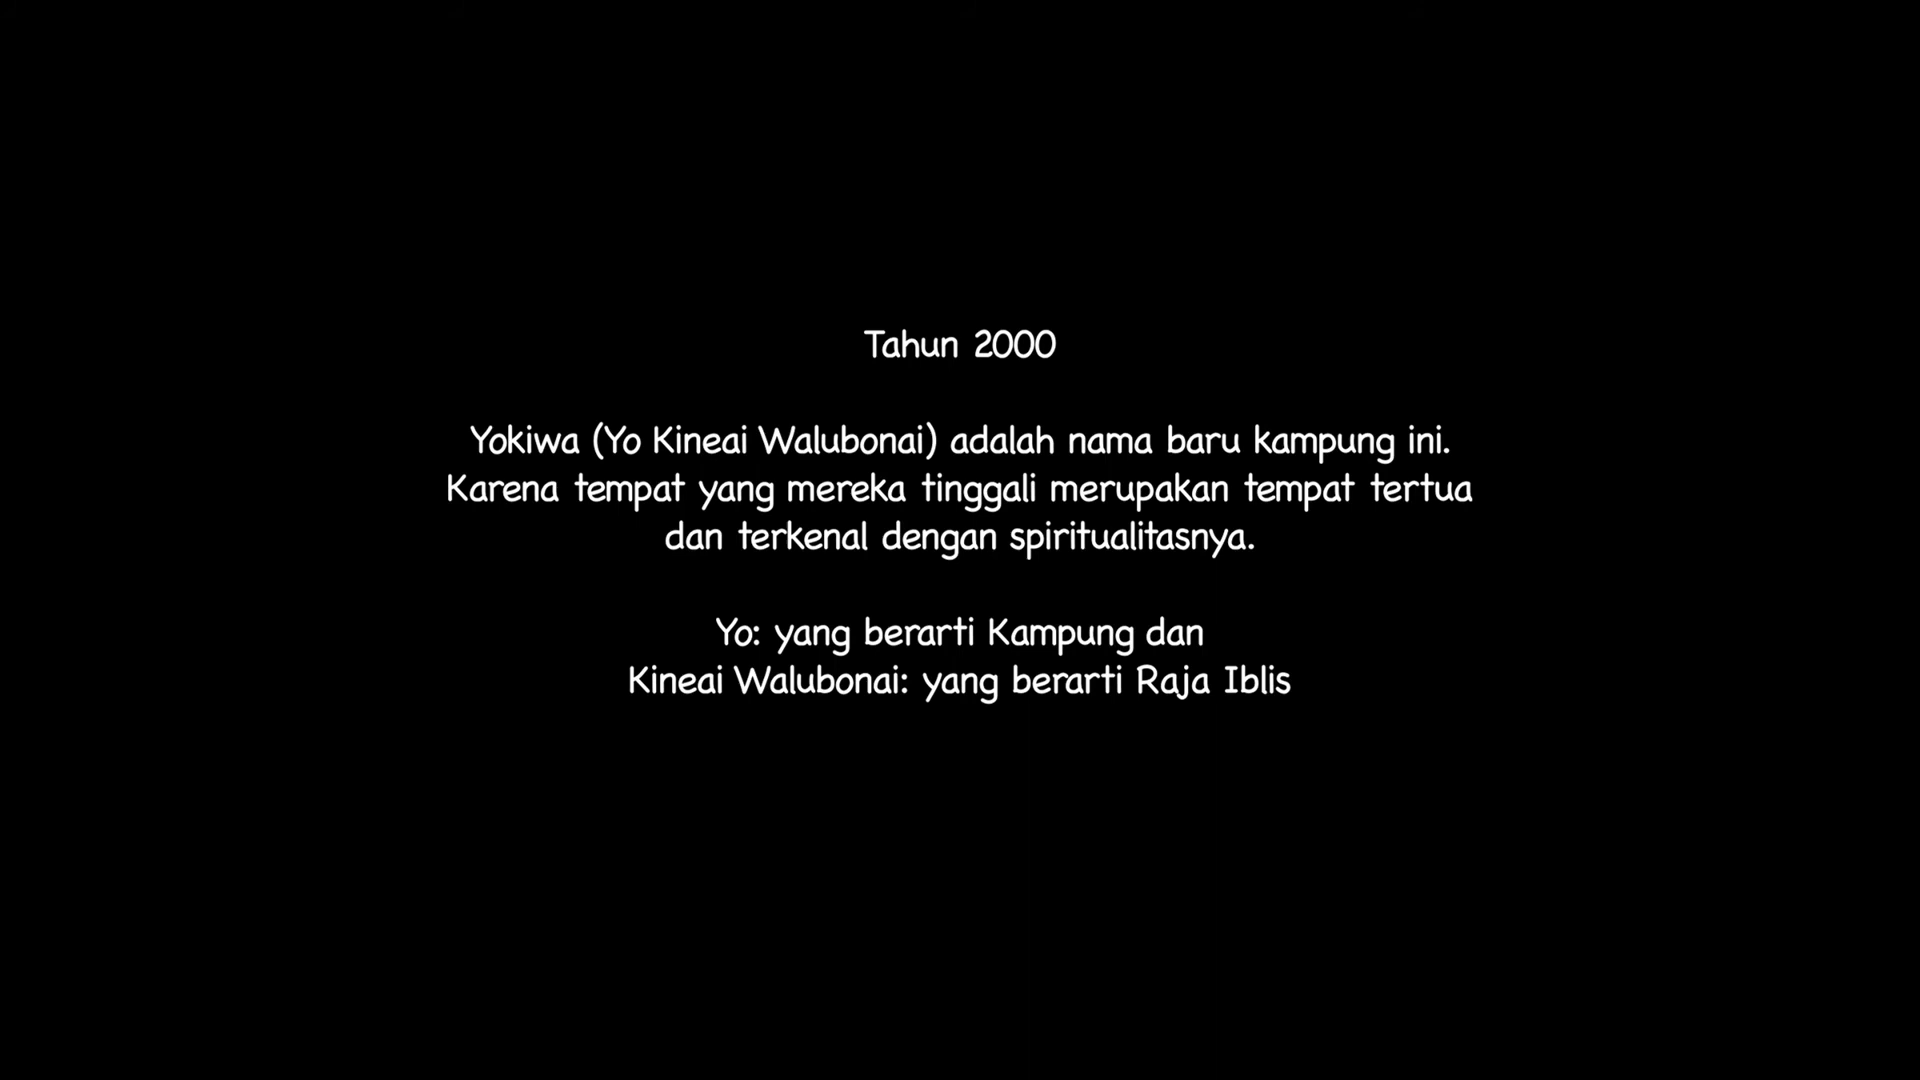 Tahun 2000
Yokiwa (Yo Kineai Walubonai) adalah nama baru kampung ini.
Karena tempat yang mereka tinggali merupakan tempat tertua
dan terkenal dengan spiritualitasnya.
Yo: yang berarti Kampung dan
Kineai Walubonai: yang berarti Raja Iblis